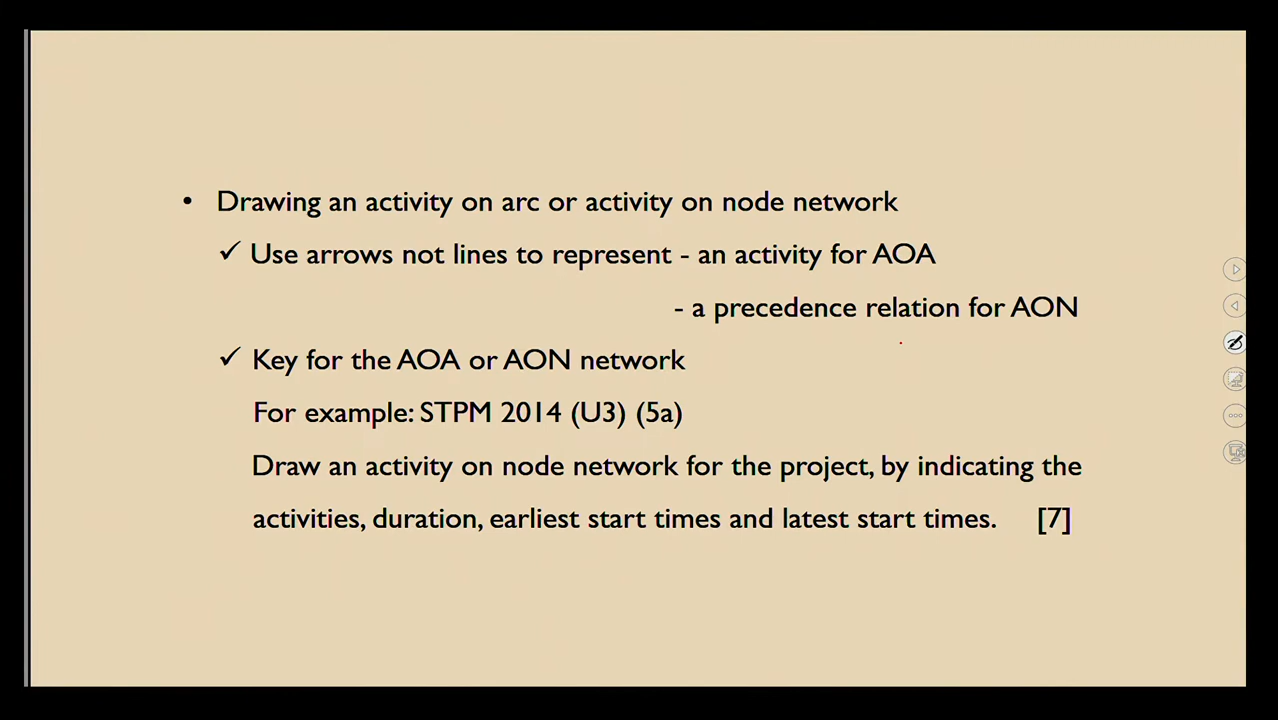 • Drawing an activity on arc or activity on node network
✓ Use arrows not lines to represent - an activity for AOA
- a precedence relation for AON
✓ Key for the AOA or AON network
For example: STPM 2014 (U3) (5a)
Draw an activity on node network for the project, by indicating the
activities, duration, earliest start times and latest start times. [7]